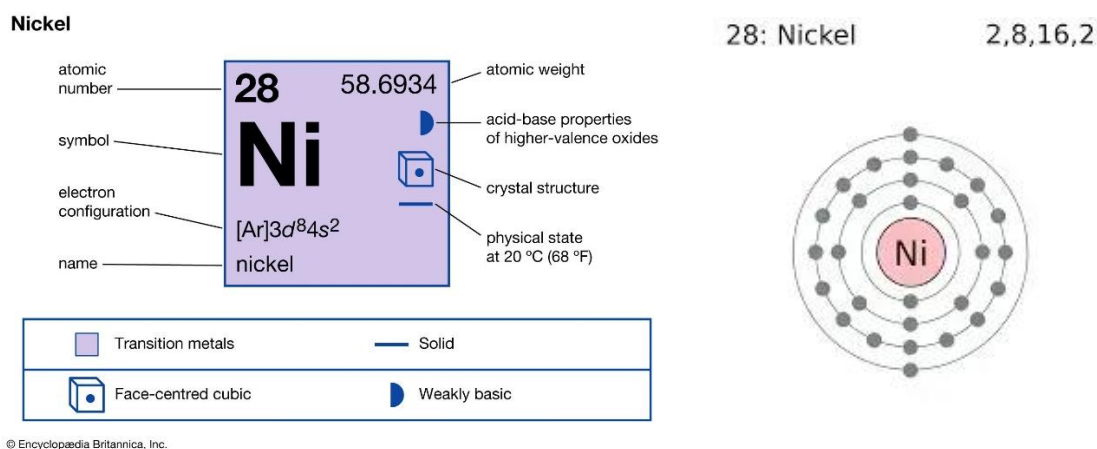 Nickel
atomic
number
symbol
electron
configuration
name
28
58.6934
Ni
[Ar]3d⁸4s²
nickel
atomic weight
acid-base properties
of higher-valence oxides
crystal structure
physical state
at 20 ºC (68 ºF)
Transition metals
Solid
Face-centred cubic
Weakly basic
© Encyclopædia Britannica, Inc.
28: Nickel
2,8,16,2
Ni